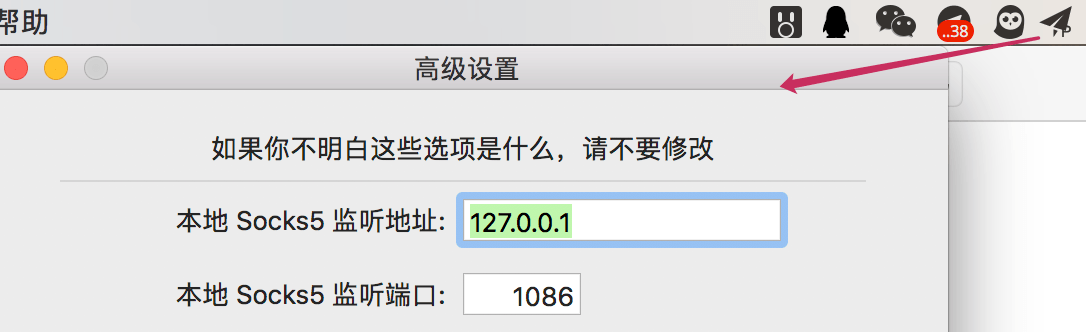 帮助
..38
高级设置
如果你不明白这些选项是什么，请不要修改
本地 Socks5 监听地址: 127.0.0.1
本地 Socks5 监听端口: 1086